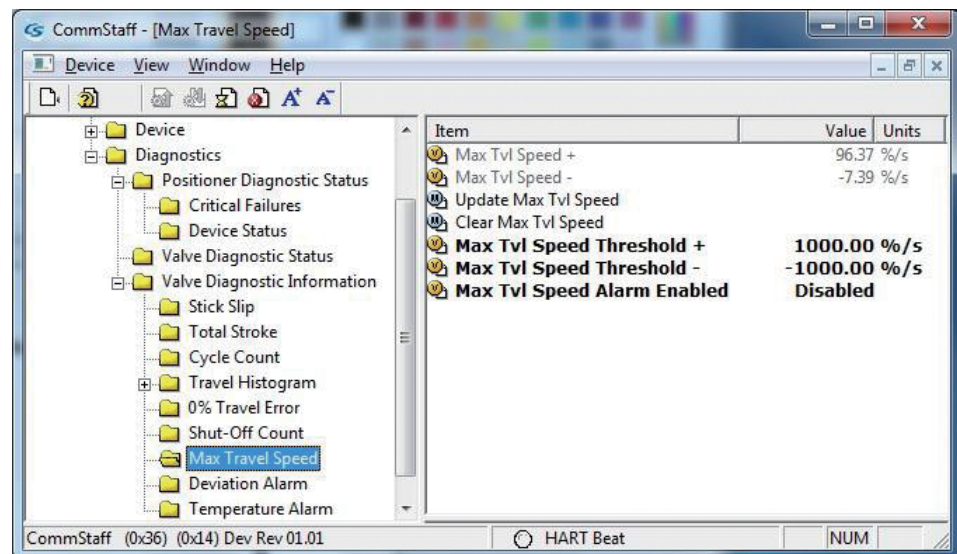 CommStaff - [Max Travel Speed]
Device View Window Help
A+ A-
Device
Diagnostics
Positioner Diagnostic Status
Critical Failures
Device Status
Valve Diagnostic Status
Valve Diagnostic Information
Stick Slip
Total Stroke
Cycle Count
Travel Histogram
0% Travel Error
Shut-Off Count
Max Travel Speed
Deviation Alarm
Temperature Alarm
Item Value Units
Max Tvl Speed + 96.37 %/s
Max Tvl Speed - -7.39 %/s
Update Max Tvl Speed
Clear Max Tvl Speed
Max Tvl Speed Threshold + 1000.00 %/s
Max Tvl Speed Threshold - -1000.00 %/s
Max Tvl Speed Alarm Enabled Disabled
CommStaff (0x36) (0x14) Dev Rev 01.01 HART Beat NUM